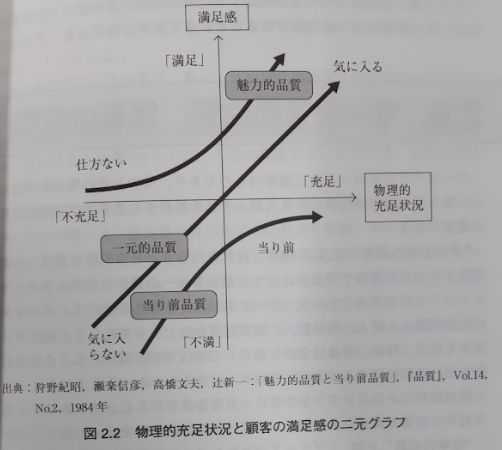 満足感
「満足」
魅力的品質
気に入る
仕方ない
「充足」
物理的
充足状況
「不充足」
一元的品質
当り前
当り前品質
気に入
らない
「不満」
出典：狩野紀昭，瀬楽信彦，高橋文夫，辻新一：「魅力的品質と当り前品質」，『品質』，Vol.14，
No.2，1984年
図2.2　物理的充足状況と顧客の満足感の二元グラフ